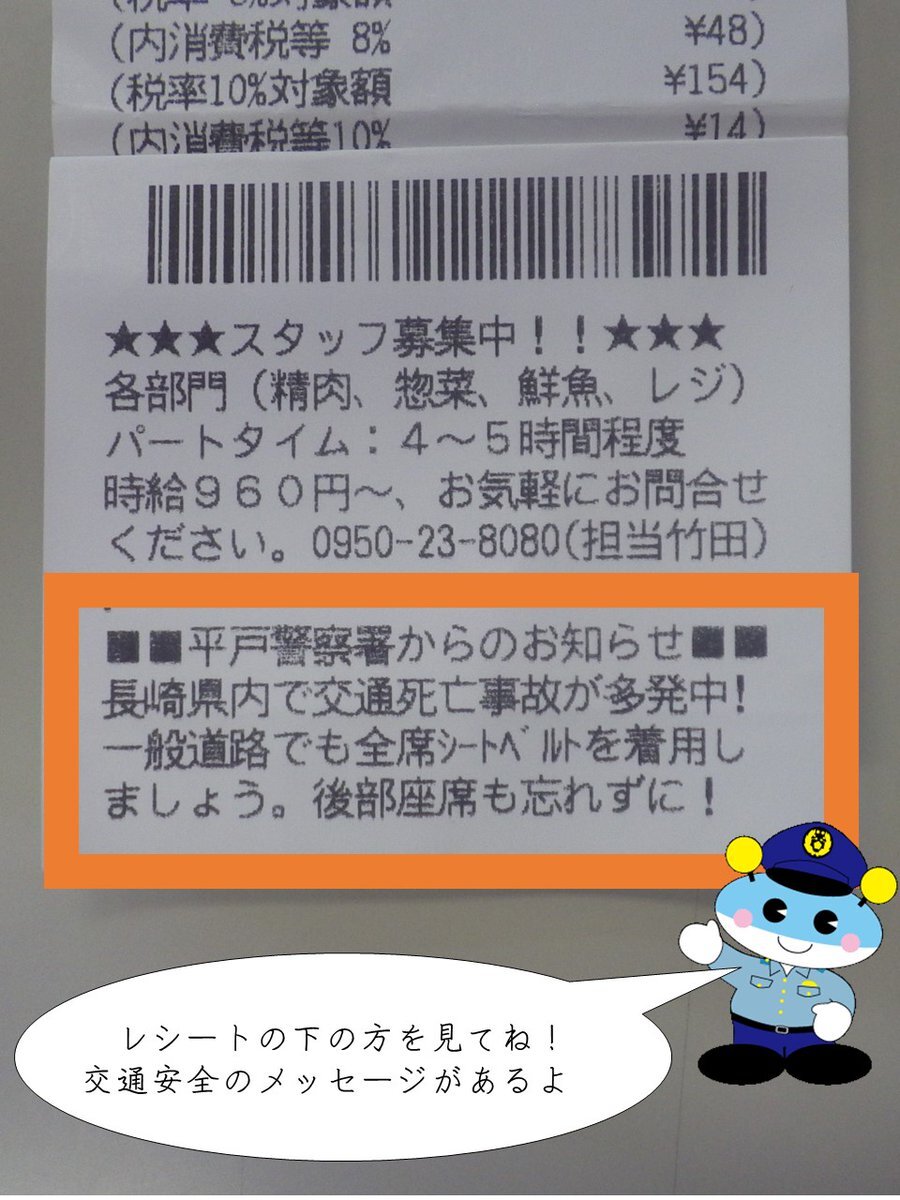 (内消費税等 8% ¥48)
(税率10%対象額 ¥154)
(内消費税等10% ¥14)
★★★スタッフ募集中！！★★★
各部門（精肉、惣菜、鮮魚、レジ）
パートタイム：４～５時間程度
時給９６０円～、お気軽にお問合せ
ください。0950-23-8080(担当竹田)
■■平戸警察署からのお知らせ■■
長崎県内で交通死亡事故が多発中!
一般道路でも全席ｼｰﾄﾍﾞﾙﾄを着用し
ましょう。後部座席も忘れずに！
レシートの下の方を見てね！
交通安全のメッセージがあるよ